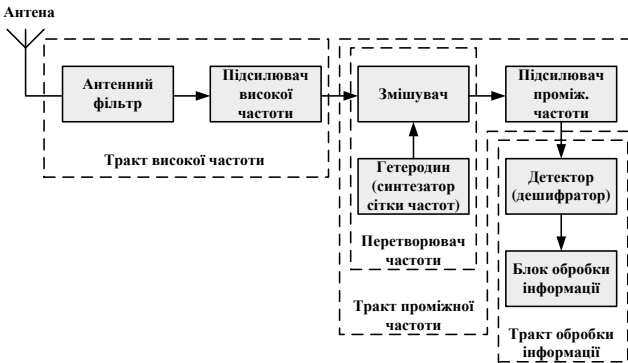 Антена
Антенний
фільтр
Підсилювач
високої
частоти
Змішувач
Підсилювач
проміж.
частоти
Тракт високої частоти
Гетеродин
(синтезатор
сітки частот)
Детектор
(дешифратор)
Перетворювач
частоти
Блок обробки
інформації
Тракт проміжної
частоти
Тракт обробки
інформації